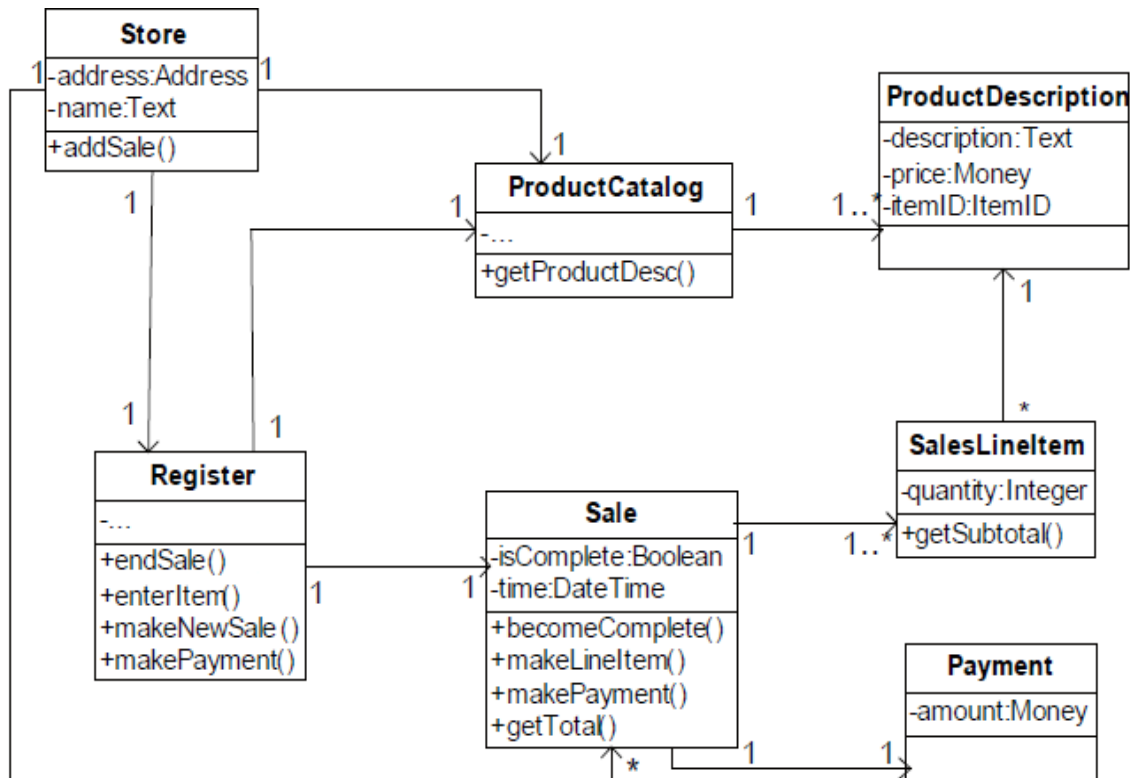 Store
1
-address:Address
1
-name:Text
+addSale()
1
1
ProductDescription
-description:Text
-price:Money
-itemID:ItemID
ProductCatalog
-...
+getProductDesc()
1
1
1
1..*
1
1
*
1
Register
-...
+endSale()
+enterItem()
+makeNewSale()
+makePayment()
1
1
Sale
-isComplete:Boolean
-time:DateTime
+becomeComplete()
+makeLineItem()
+makePayment()
+getTotal()
1
1..*
SalesLineItem
-quantity:Integer
+getSubtotal()
Payment
-amount:Money
*
1
1